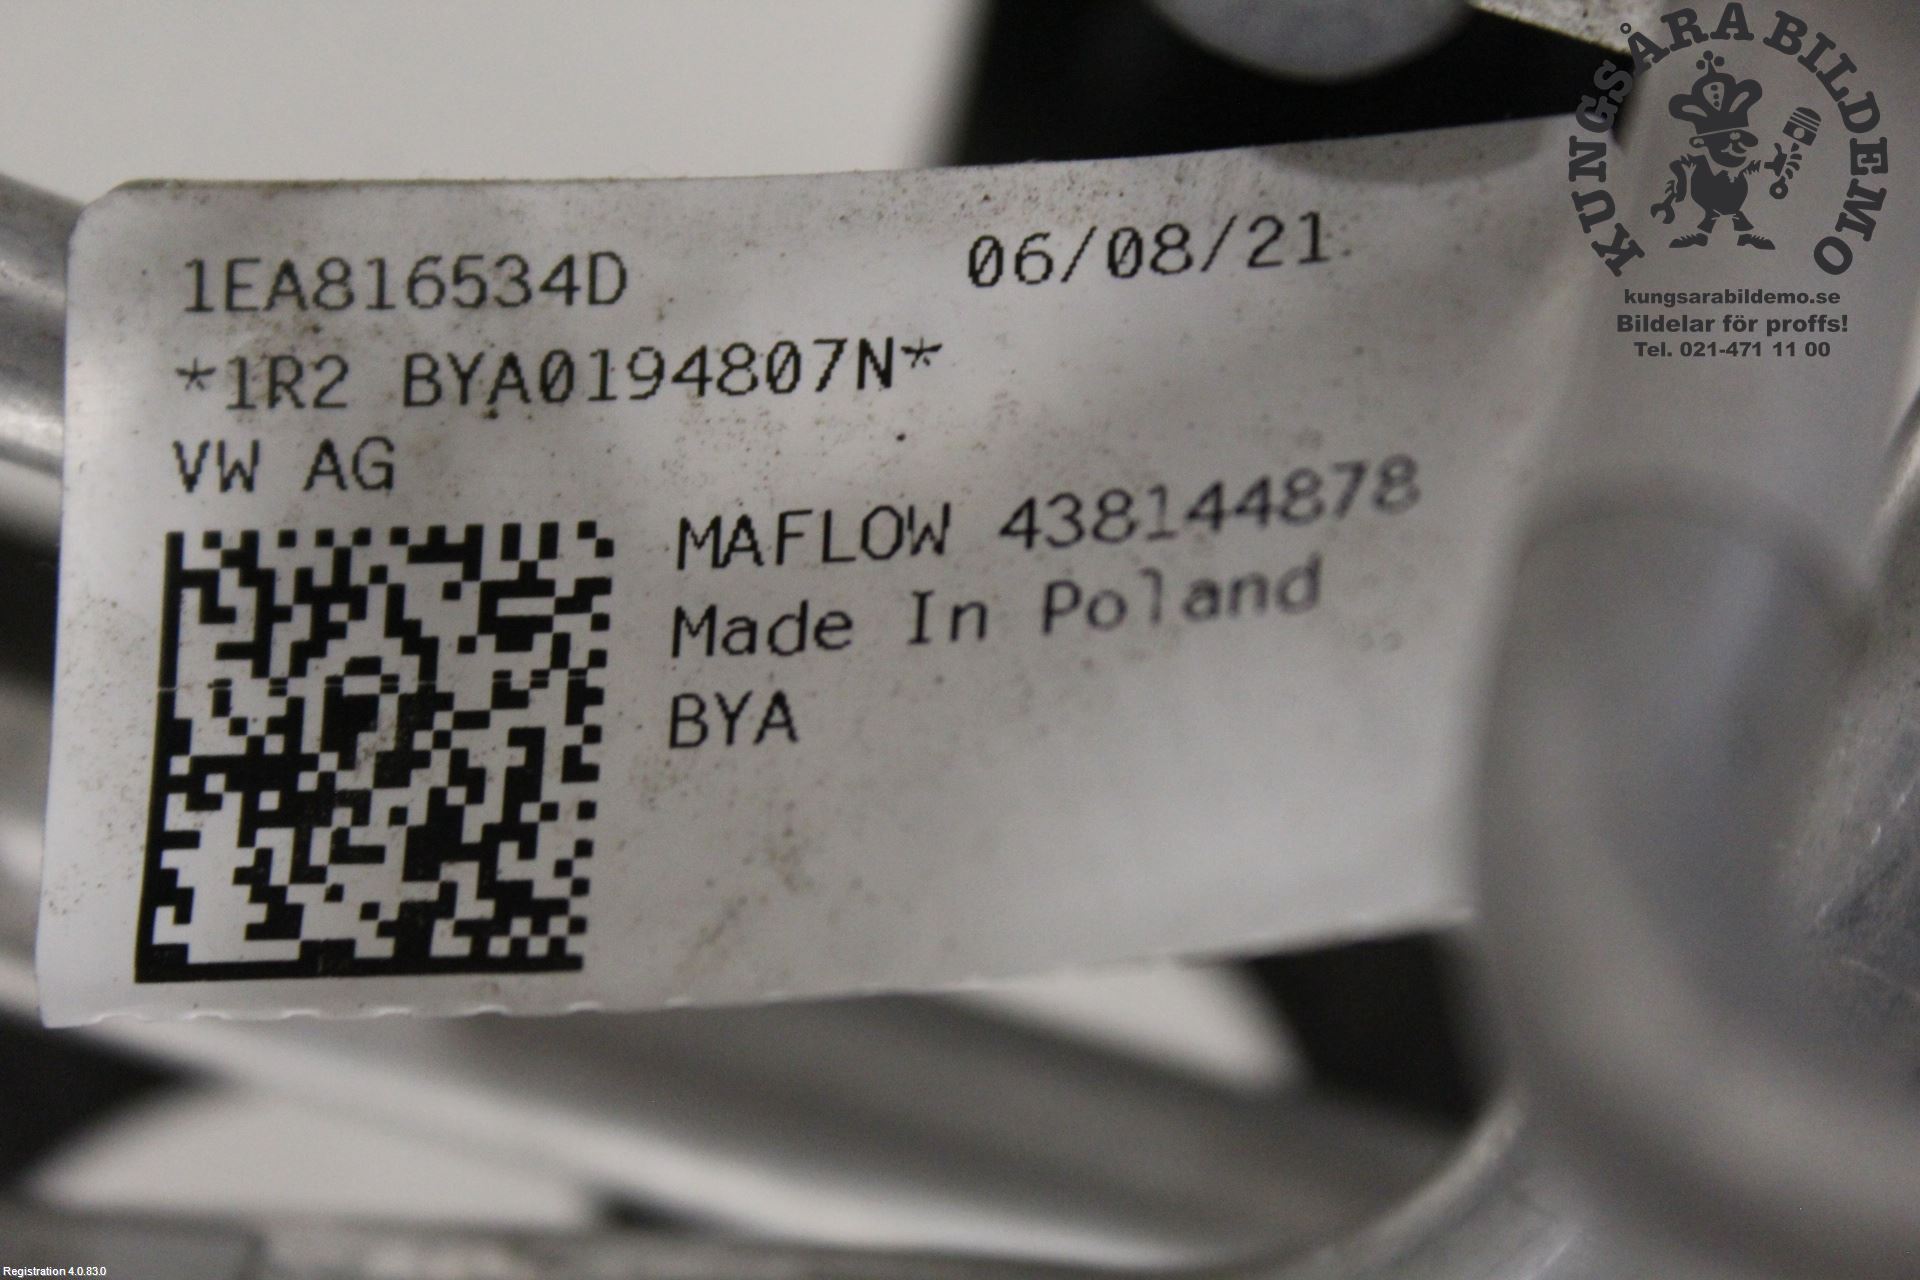 KUNGSÅRA BILDEMO
kungsarabildemo.se
Bildelar för proffs!
Tel. 021-471 11 00
1EA816534D 06/08/21
*1R2 BYA0194807N*
VW AG
MAFLOW 438144878
Made In Poland
BYA
Registration 4.0.83.0